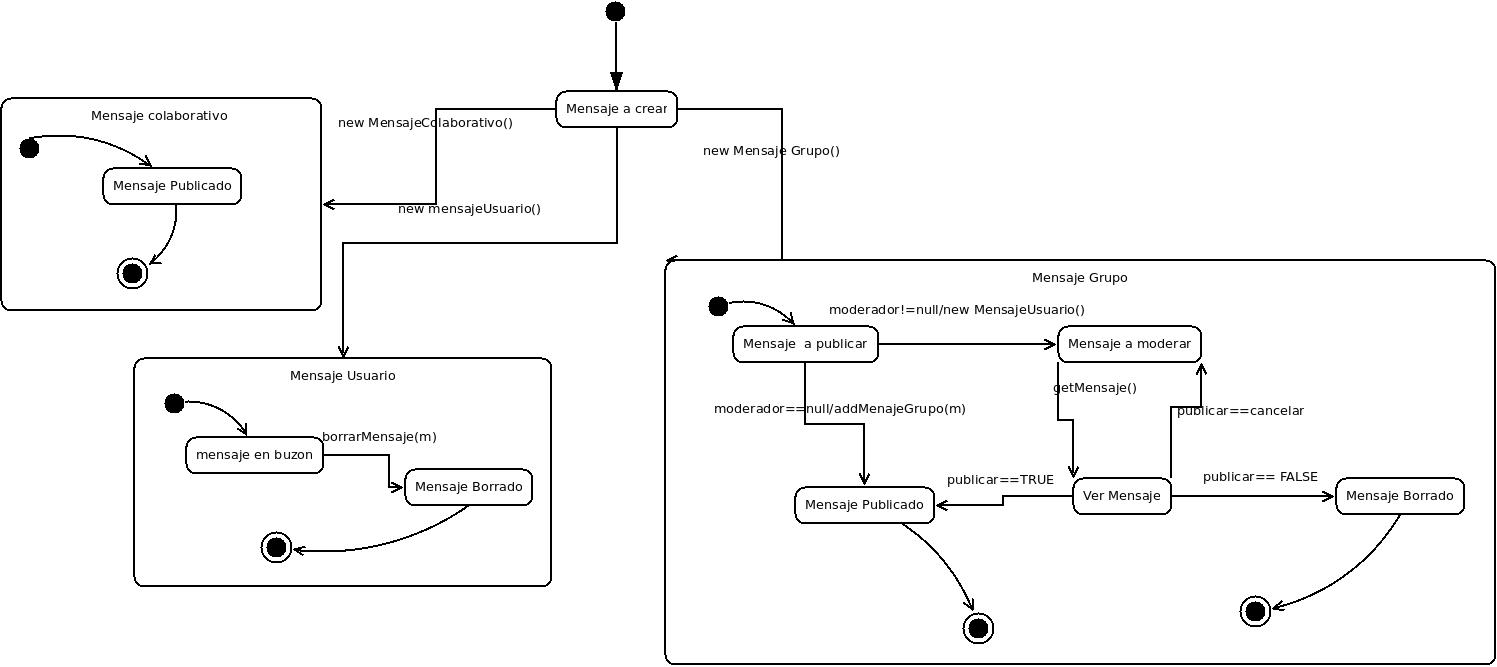 Mensaje a crear
Mensaje colaborativo
new MensajeColaborativo()
new Mensaje Grupo()
Mensaje Publicado
new mensajeUsuario()
Mensaje Grupo
moderador!=null/new MensajeUsuario()
Mensaje  a publicar
Mensaje a moderar
Mensaje Usuario
getMensaje()
moderador==null/addMenajeGrupo(m)
publicar==cancelar
borrarMensaje(m)
mensaje en buzon
publicar==TRUE
publicar== FALSE
Mensaje Borrado
Mensaje Publicado
Ver Mensaje
Mensaje Borrado